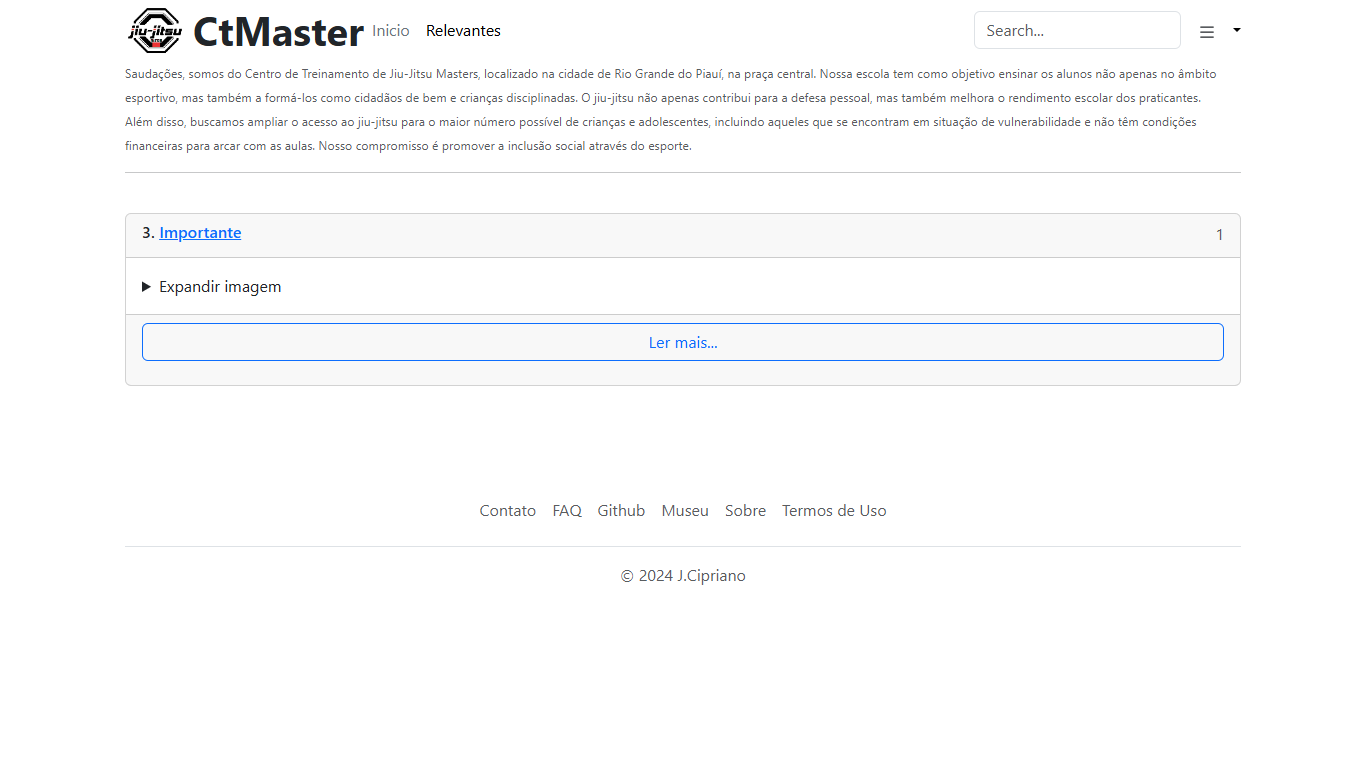 jiu-jitsu
CtMaster Inicio Relevantes Search...
Saudações, somos do Centro de Treinamento de Jiu-Jitsu Masters, localizado na cidade de Rio Grande do Piauí, na praça central. Nossa escola tem como objetivo ensinar os alunos não apenas no âmbito
esportivo, mas também a formá-los como cidadãos de bem e crianças disciplinadas. O jiu-jitsu não apenas contribui para a defesa pessoal, mas também melhora o rendimento escolar dos praticantes.
Além disso, buscamos ampliar o acesso ao jiu-jitsu para o maior número possível de crianças e adolescentes, incluindo aqueles que se encontram em situação de vulnerabilidade e não têm condições
financeiras para arcar com as aulas. Nosso compromisso é promover a inclusão social através do esporte.
3. Importante 1
Expandir imagem
Ler mais...
Contato FAQ Github Museu Sobre Termos de Uso
© 2024 J.Cipriano